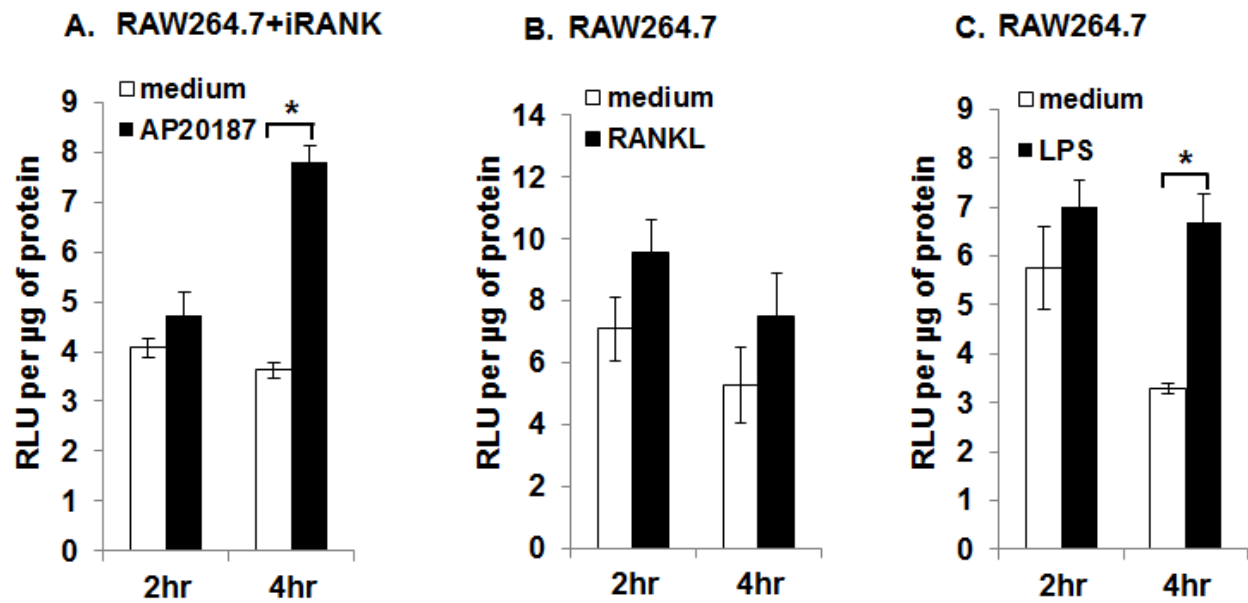 A. RAW264.7+iRANK
medium
AP20187
*
RLU per µg of protein
9
8
7
6
5
4
3
2
1
0
2hr 4hr
B. RAW264.7
medium
RANKL
RLU per µg of protein
14
12
10
8
6
4
2
0
2hr 4hr
C. RAW264.7
medium
LPS
*
RLU per µg of protein
9
8
7
6
5
4
3
2
1
0
2hr 4hr